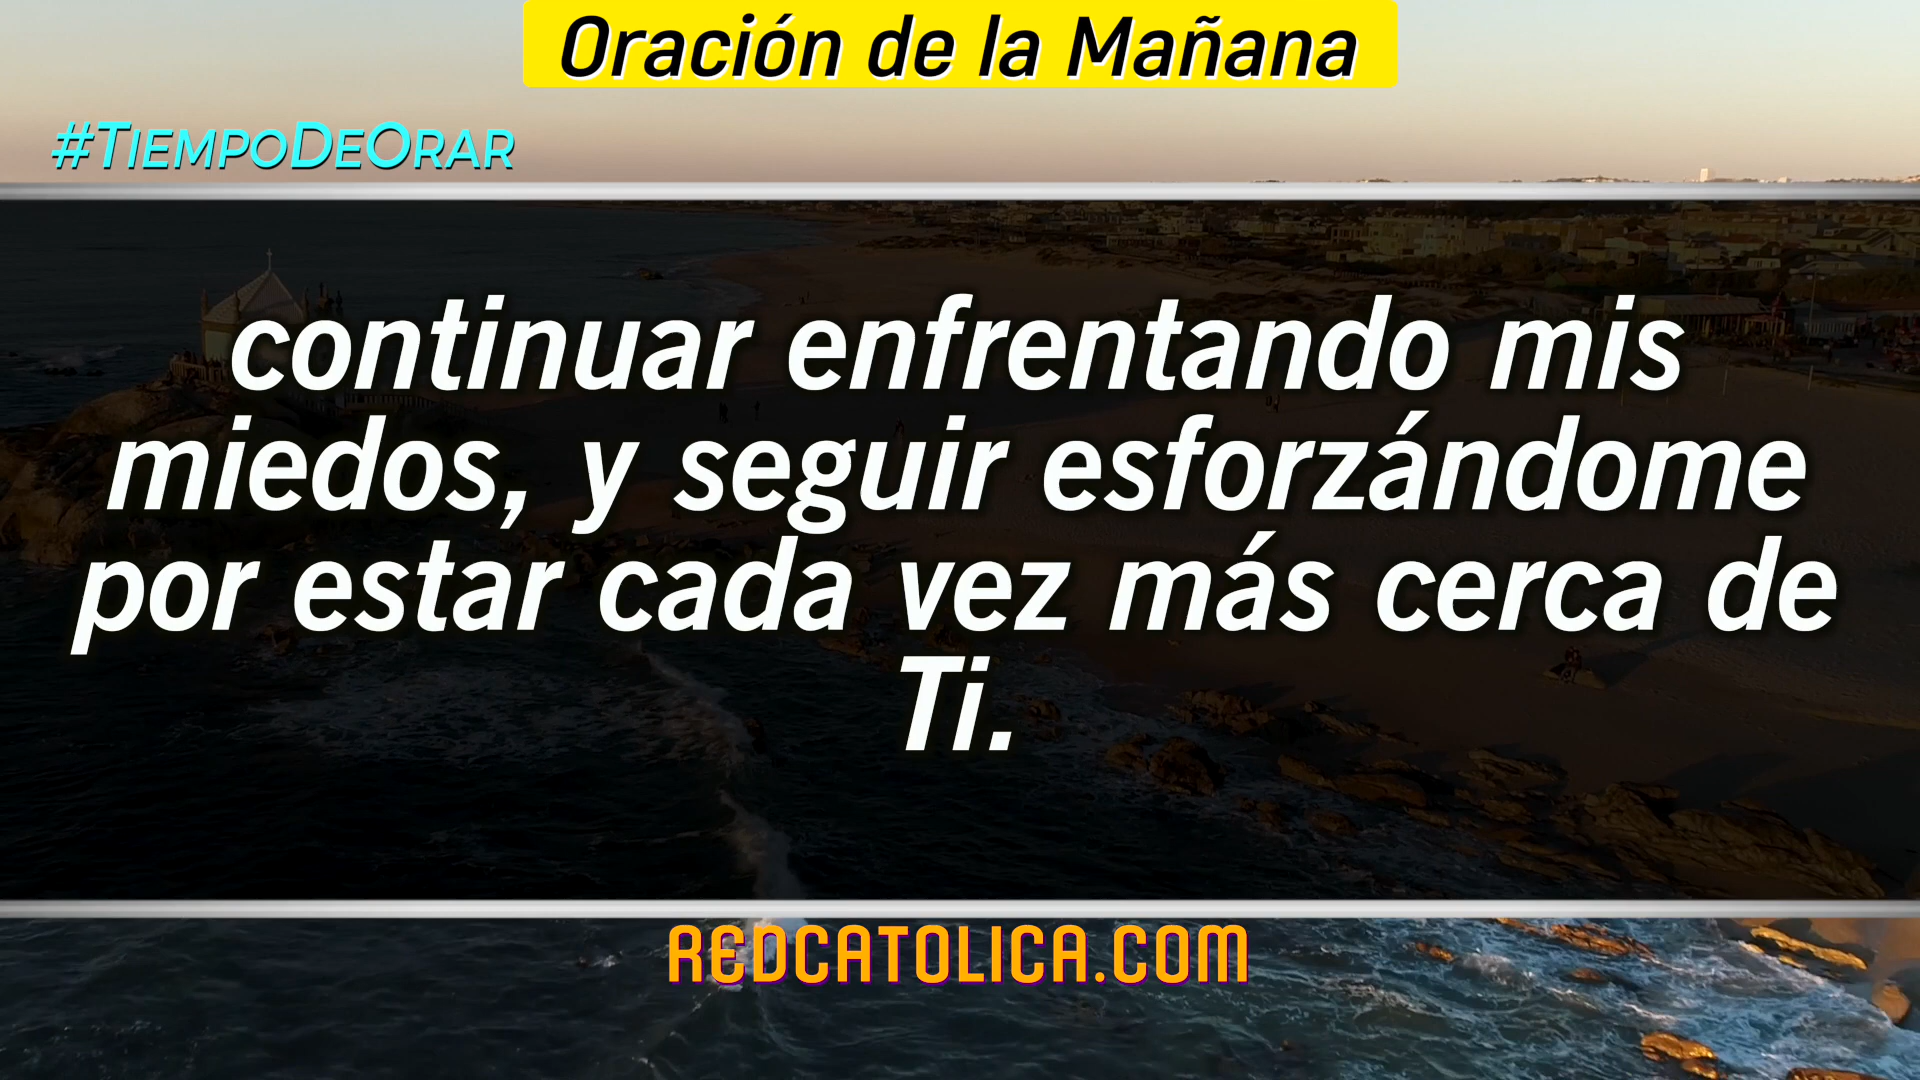 Oración de la Mañana
#TiempoDeOrar
continuar enfrentando mis
miedos, y seguir esforzándome
por estar cada vez más cerca de
Ti.
REDCATOLICA.COM